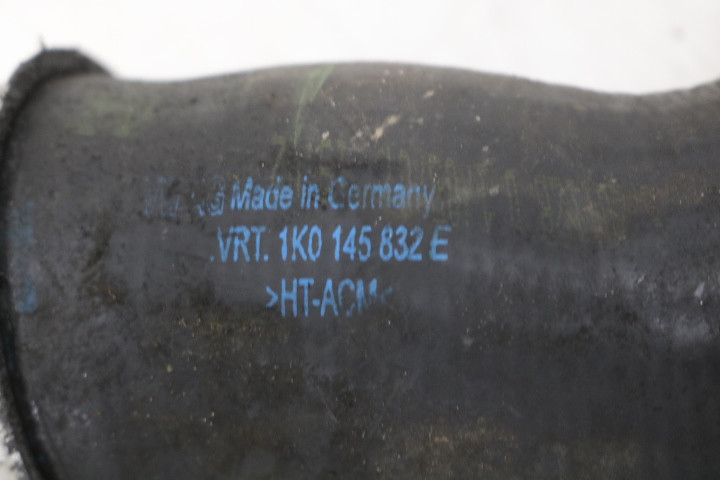 Made in Germany
.VRT. 1K0 145 832 E
>HT-ACM<